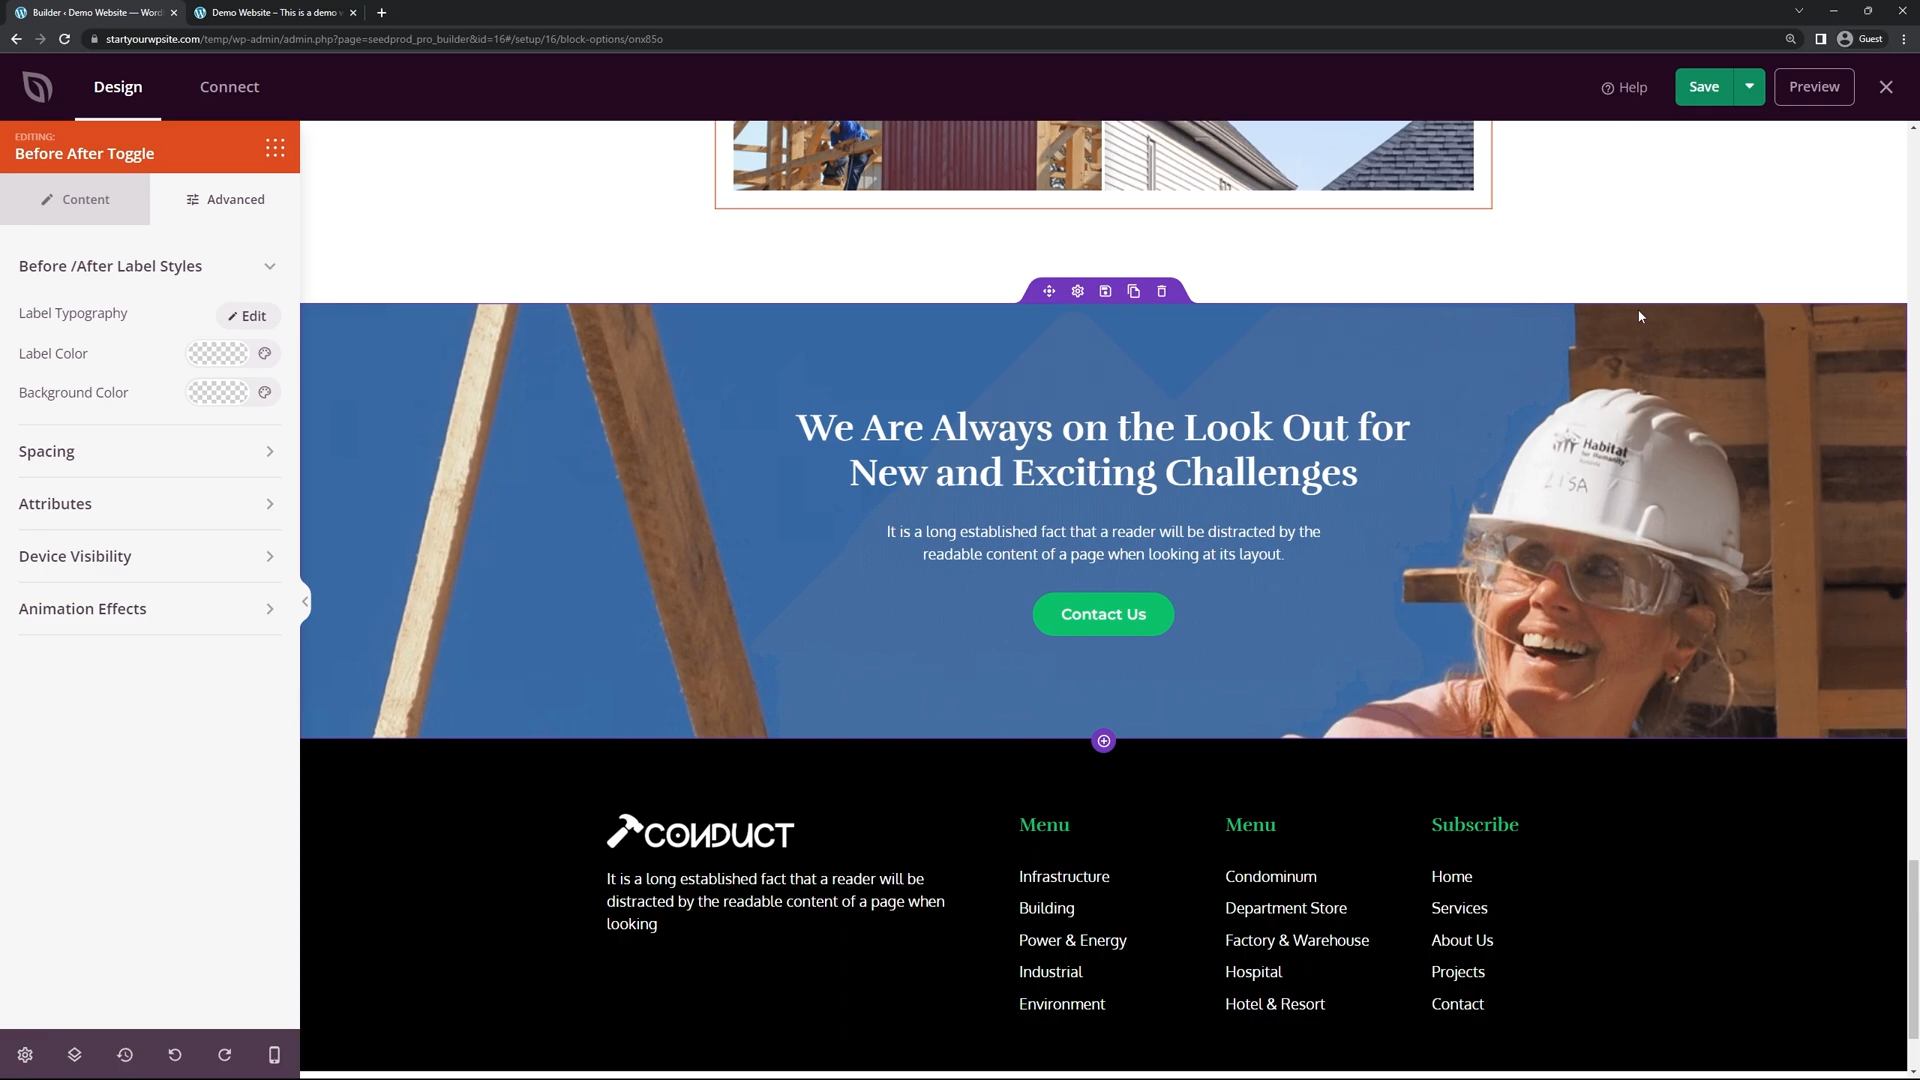 Builder ‹ Demo Website — Word
Demo Website – This is a demo
startyourwpsite.com/temp/wp-admin/admin.php?page=seedprod_pro_builder&id=16#/setup/16/block-options/onx85o
Guest
Design
Connect
Help
Save
Preview
EDITING:
Before After Toggle
Content
Advanced
Before /After Label Styles
Label Typography
Edit
Label Color
Background Color
Spacing
Attributes
Device Visibility
Animation Effects
We Are Always on the Look Out for
New and Exciting Challenges
It is a long established fact that a reader will be distracted by the
readable content of a page when looking at its layout.
Contact Us
Habitat
for Humanity
LISA
CONDUCT
It is a long established fact that a reader will be
distracted by the readable content of a page when
looking
Menu
Infrastructure
Building
Power & Energy
Industrial
Environment
Menu
Condominum
Department Store
Factory & Warehouse
Hospital
Hotel & Resort
Subscribe
Home
Services
About Us
Projects
Contact